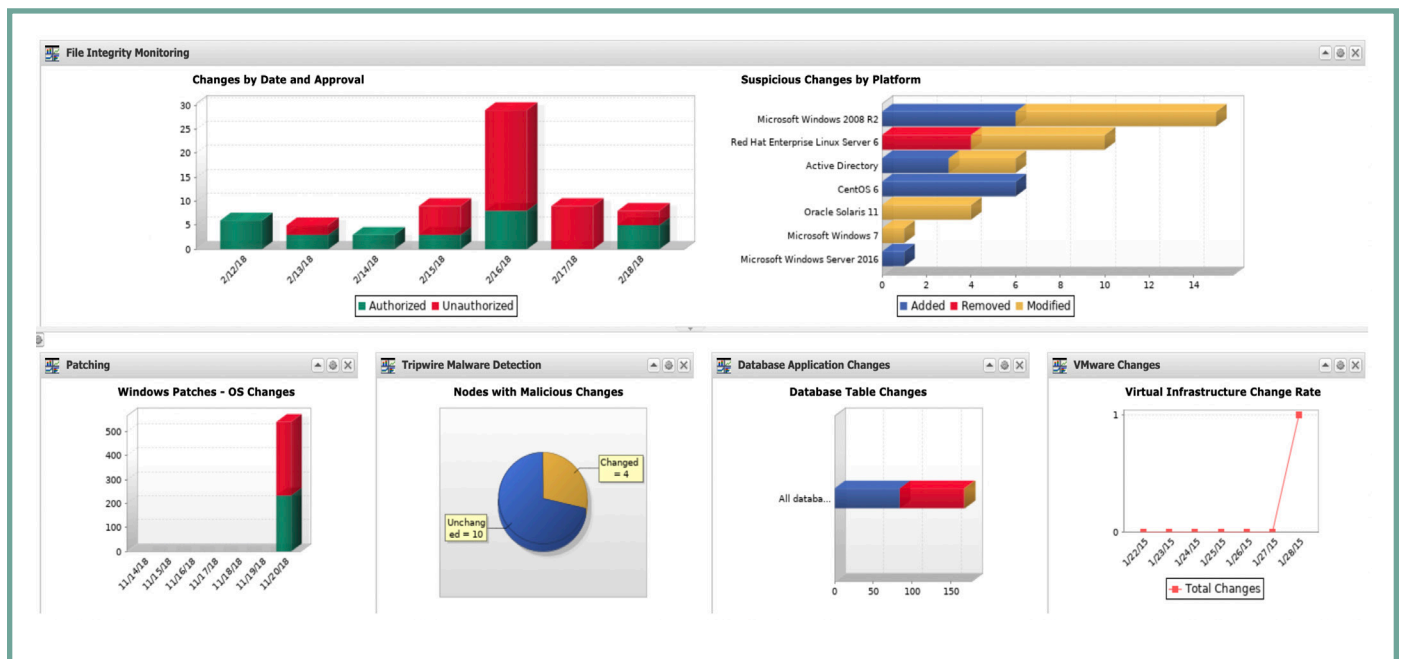 File Integrity Monitoring
Changes by Date and Approval
30
25
20
15
10
5
0
2/12/18
2/13/18
2/14/18
2/15/18
2/16/18
2/17/18
2/18/18
Authorized Unauthorized
Suspicious Changes by Platform
Microsoft Windows 2008 R2
Red Hat Enterprise Linux Server 6
Active Directory
CentOS 6
Oracle Solaris 11
Microsoft Windows 7
Microsoft Windows Server 2016
0 2 4 6 8 10 12 14
Added Removed Modified
Patching
Windows Patches - OS Changes
500
400
300
200
100
0
11/14/18
11/15/18
11/16/18
11/17/18
11/18/18
11/19/18
11/20/18
Tripwire Malware Detection
Nodes with Malicious Changes
Changed
= 4
Unchang
ed = 10
Database Application Changes
Database Table Changes
All databa...
0 50 100 150
VMware Changes
Virtual Infrastructure Change Rate
1
0
1/22/15
1/23/15
1/24/15
1/25/15
1/26/15
1/27/15
1/28/15
Total Changes